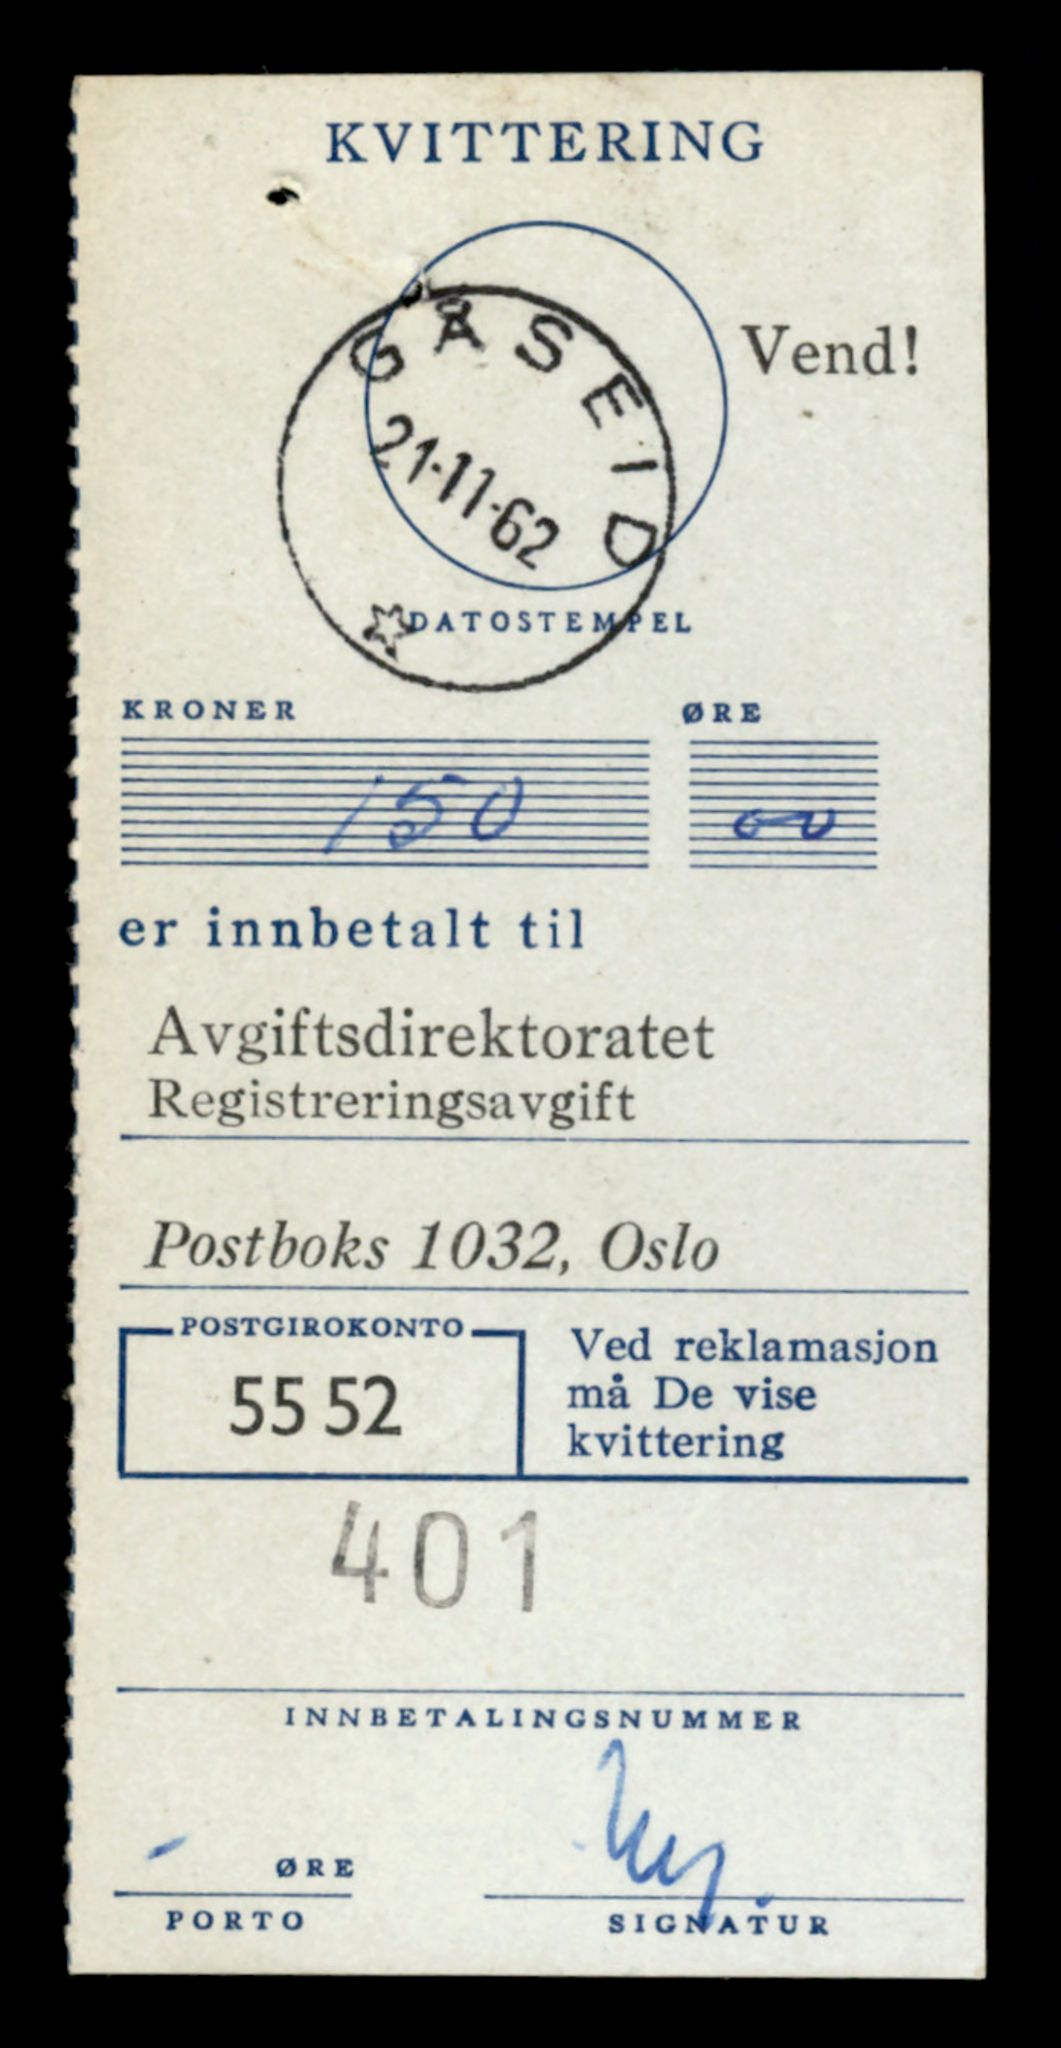 KVITTERING
Vend!
GÅSEID
21-11-62
DATOSTEMPEL
KRONER ØRE
150 00
er innbetalt til
Avgiftsdirektoratet
Registreringsavgift
Postboks 1032, Oslo
POSTGIROKONTO
55 52
Ved reklamasjon
må De vise
kvittering
401
INNBETALINGSNUMMER
- ØRE
PORTO
SIGNATUR